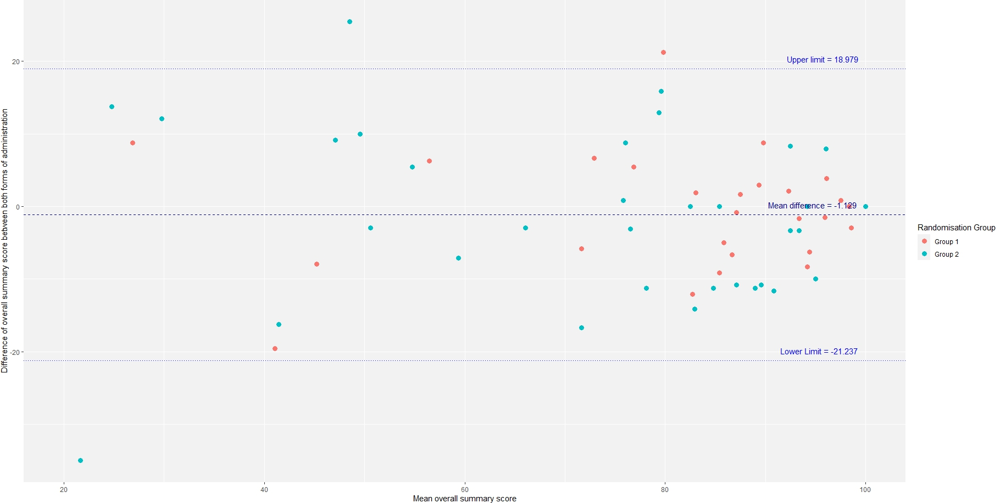 Difference of overall summary score between both forms of administration
20
0
-20
Upper limit = 18.979
Mean difference = -1.129
Lower Limit = -21.237
20
40
60
80
100
Mean overall summary score
Randomisation Group
Group 1
Group 2